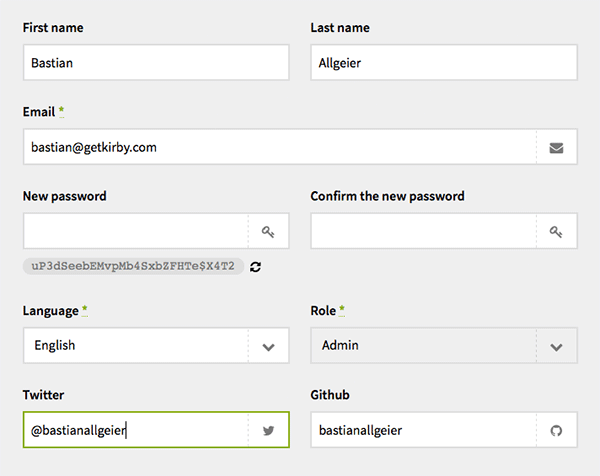 First name Last name
Bastian Allgeier
Email *
bastian@getkirby.com
New password Confirm the new password
uP3dSeebEMvpMb4SxbZFHTe$X4T2
Language * Role *
English Admin
Twitter Github
@bastianallgeier bastianallgeier